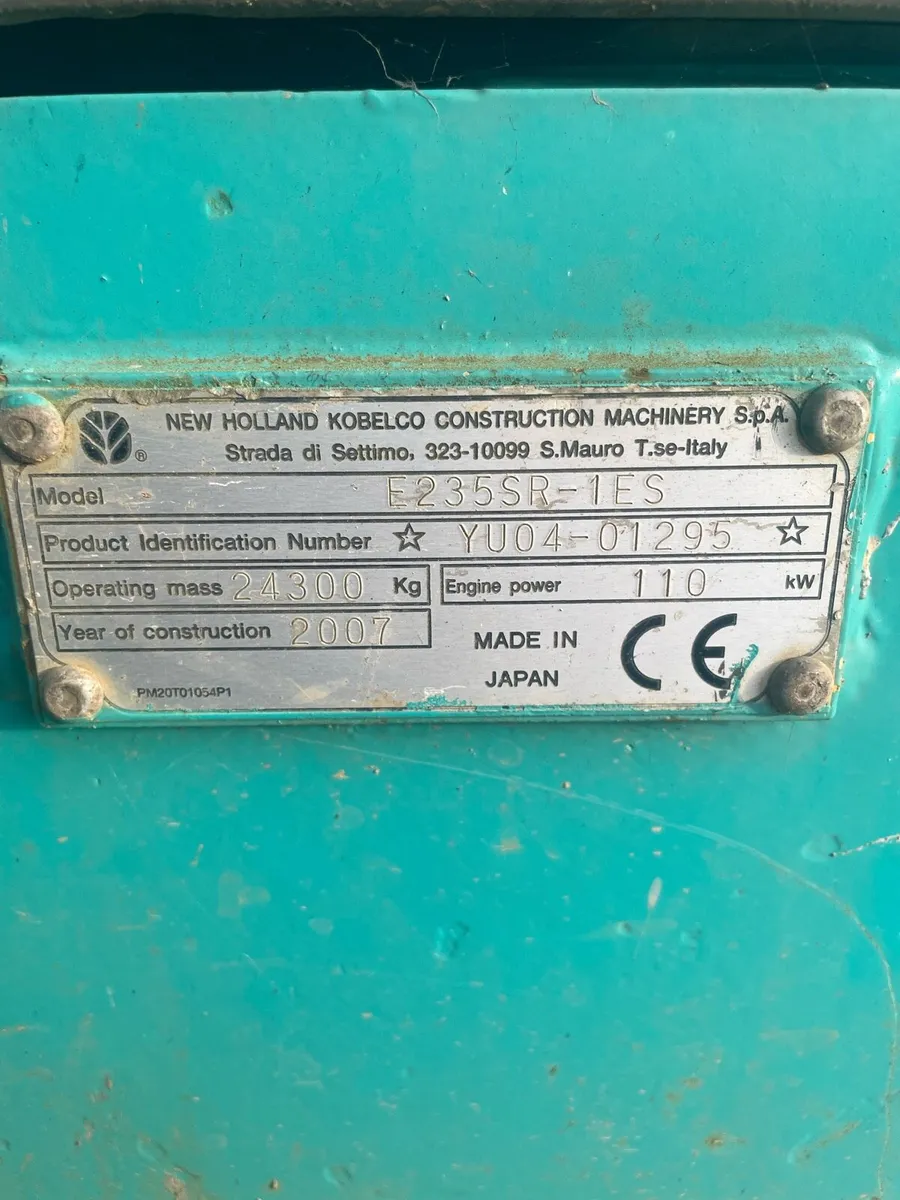 NEW HOLLAND KOBELCO CONSTRUCTION MACHINERY S.p.A.
Strada di Settimo, 323-10099 S.Mauro T.se-Italy
Model E235SR-1ES
Product Identification Number ☆ YU04-01295 ☆
Operating mass 24300 Kg Engine power 110 kW
Year of construction 2007
MADE IN
JAPAN
CE
PM20T01054P1
®